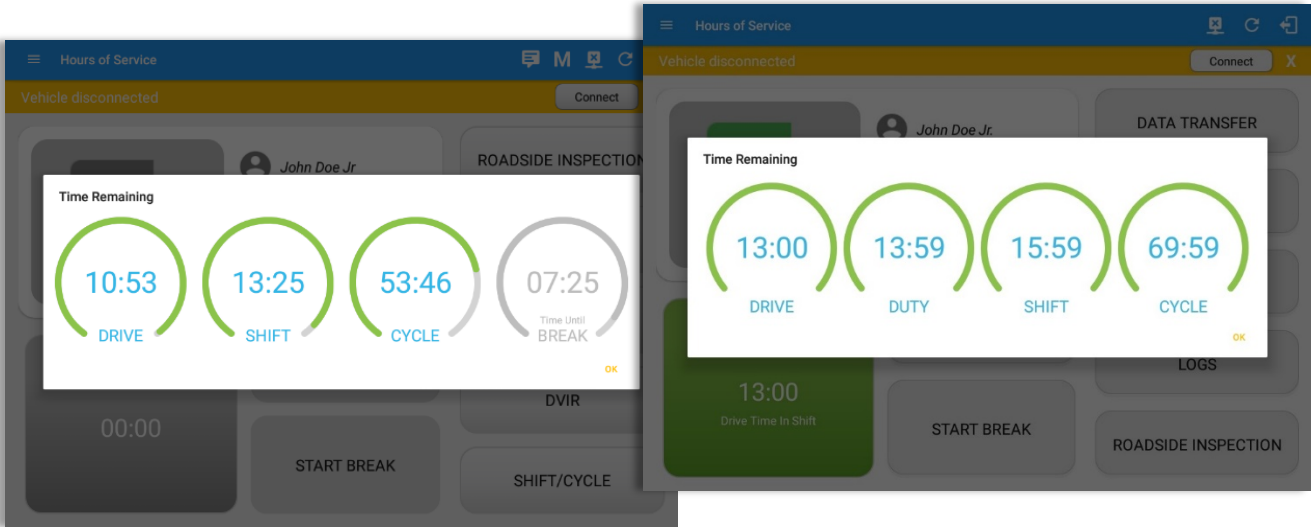 Hours of Service
M
Vehicle disconnected
Connect
John Doe Jr
ROADSIDE INSPECTION
Time Remaining
10:53
DRIVE
13:25
SHIFT
53:46
CYCLE
07:25
Time Until
BREAK
OK
00:00
START BREAK
DVIR
SHIFT/CYCLE
Hours of Service
Vehicle disconnected
Connect
X
John Doe Jr.
DATA TRANSFER
Time Remaining
13:00
DRIVE
13:59
DUTY
15:59
SHIFT
69:59
CYCLE
OK
13:00
Drive Time In Shift
START BREAK
LOGS
ROADSIDE INSPECTION